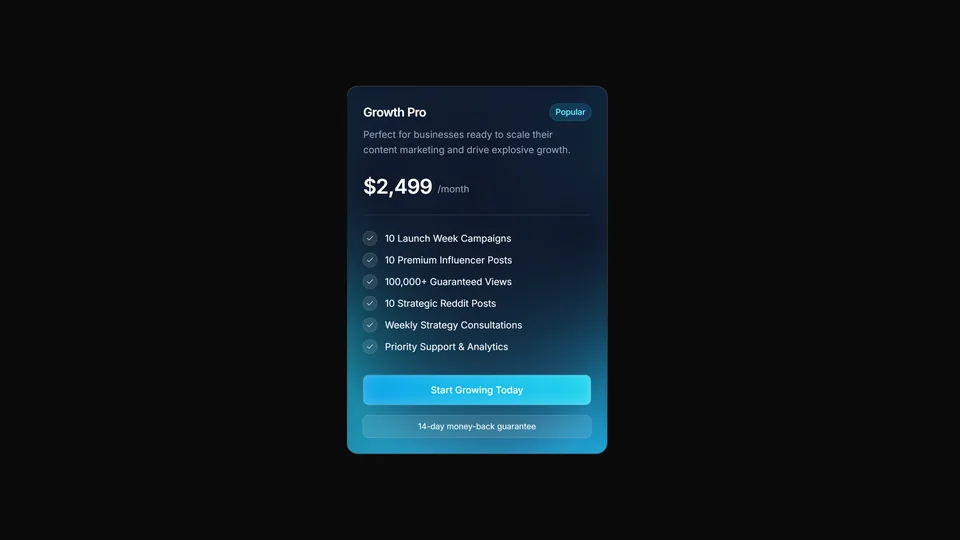 Growth Pro
Popular
Perfect for businesses ready to scale their
content marketing and drive explosive growth.
$2,499 /month
10 Launch Week Campaigns
10 Premium Influencer Posts
100,000+ Guaranteed Views
10 Strategic Reddit Posts
Weekly Strategy Consultations
Priority Support & Analytics
Start Growing Today
14-day money-back guarantee